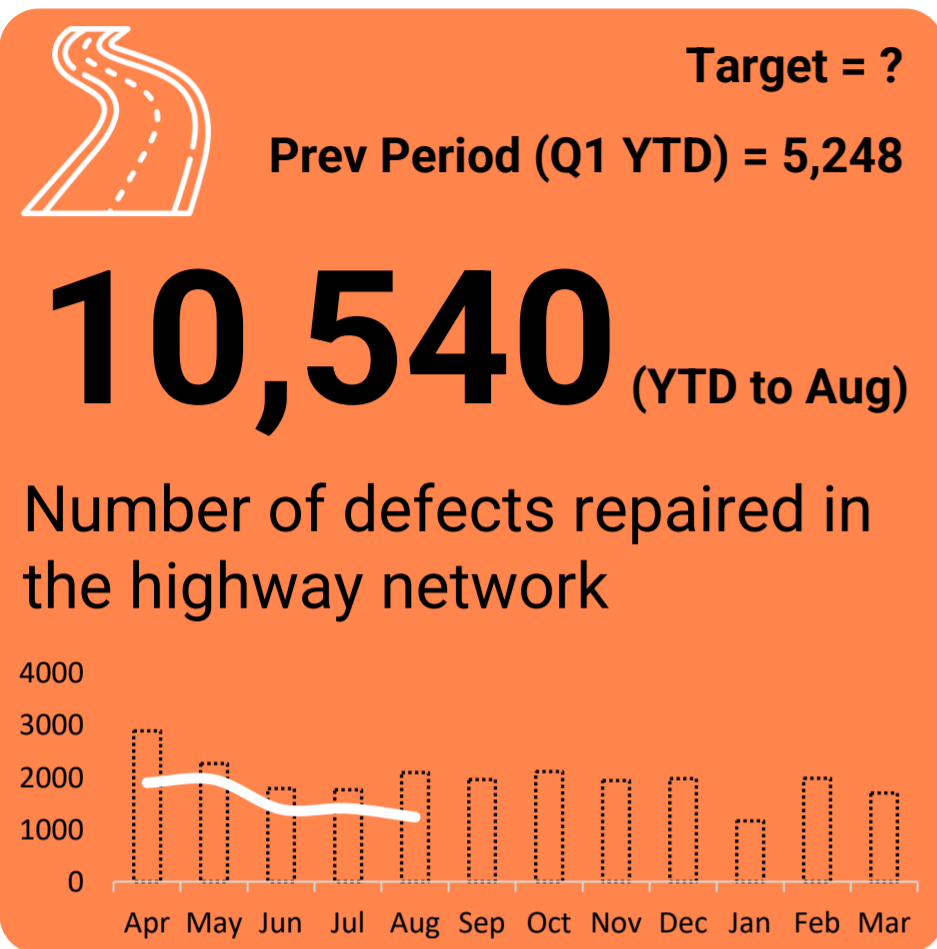 Target = ?
Prev Period (Q1 YTD) = 5,248
10,540 (YTD to Aug)
Number of defects repaired in
the highway network
4000
3000
2000
1000
0
Apr May Jun Jul Aug Sep Oct Nov Dec Jan Feb Mar